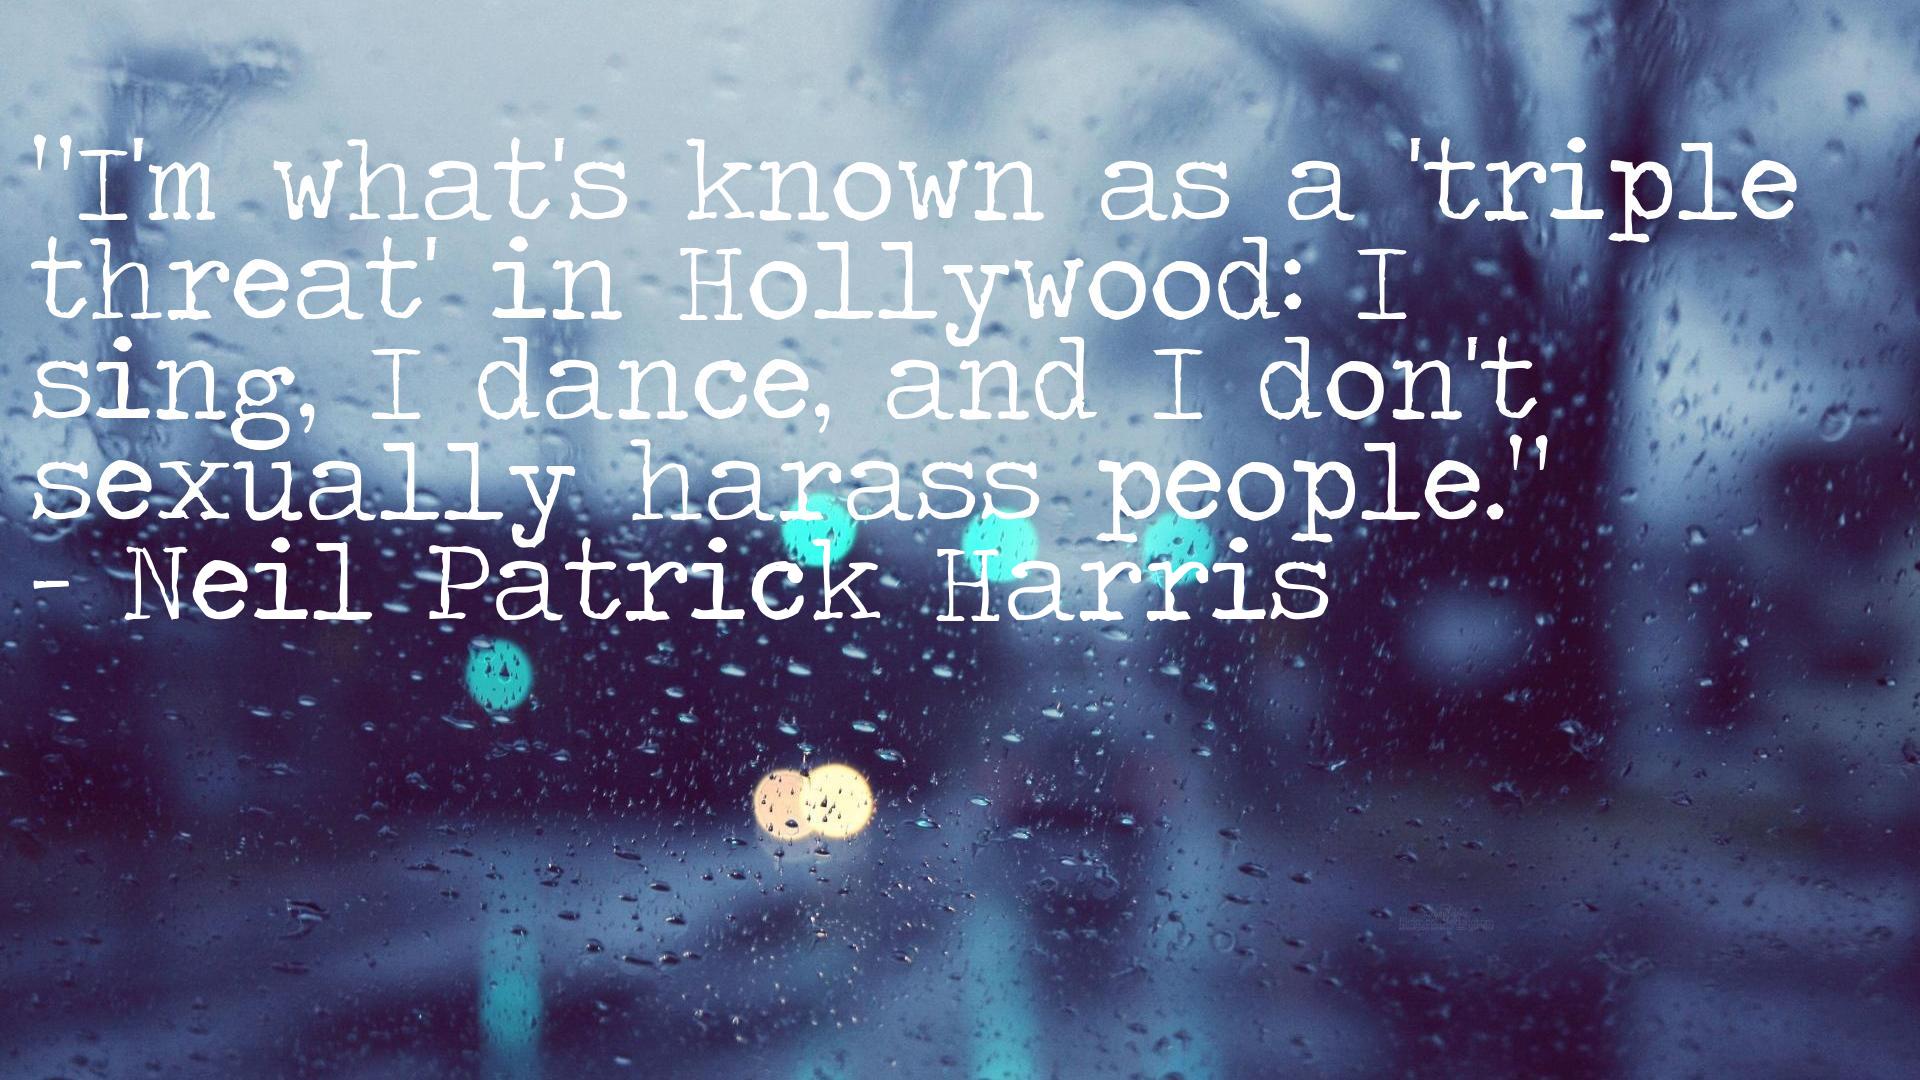 "I'm what's known as a 'triple
threat' in Hollywood: I
sing, I dance, and I don't
sexually harass people."
- Neil Patrick Harris